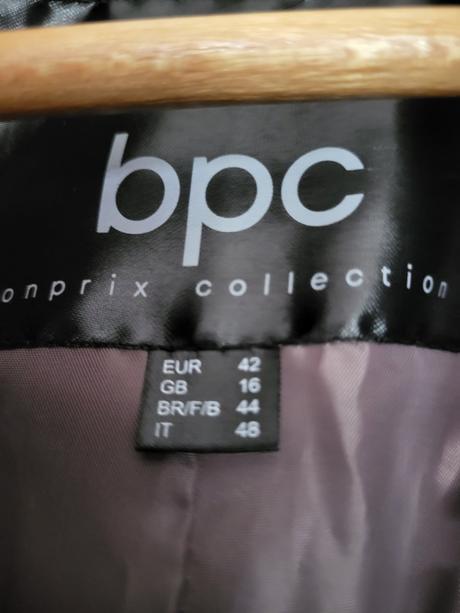 bpc
onprix collection
EUR 42
GB 16
BR/F/B 44
IT 48